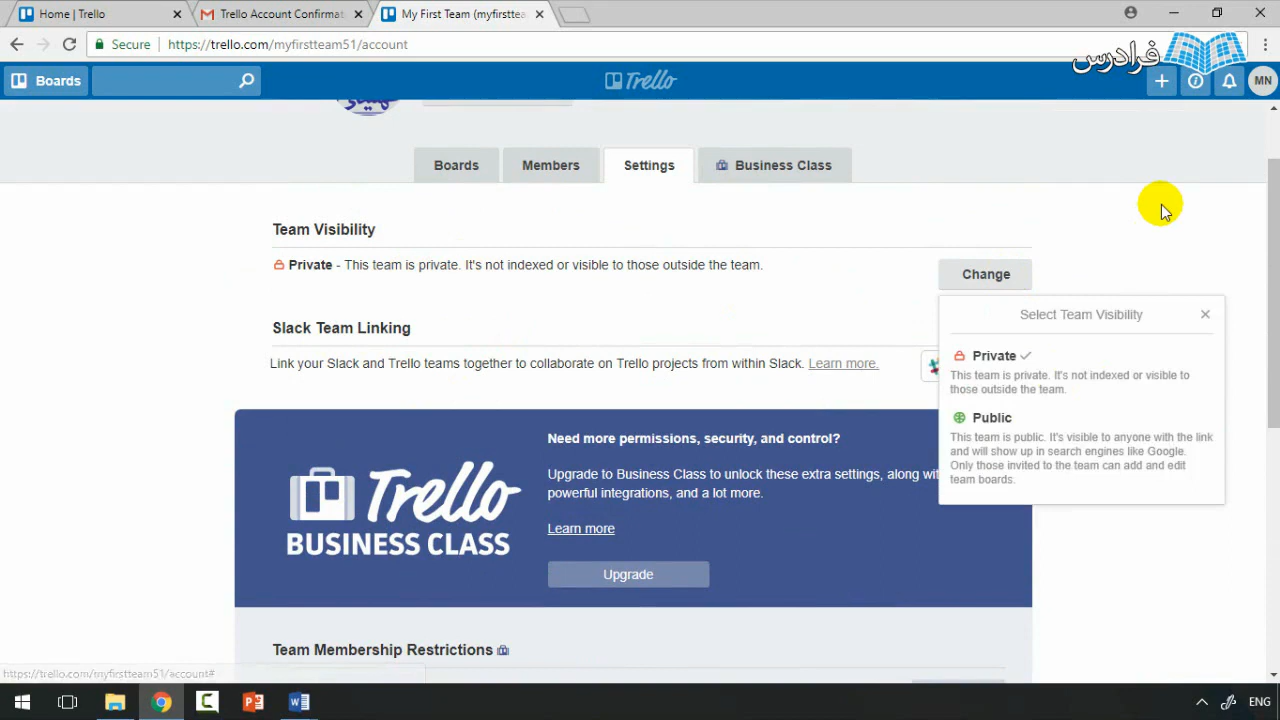 Home | Trello
Trello Account Confirmat
My First Team (myfirsttea
Secure
https://trello.com/myfirstteam51/account
فرادرس
Boards
Trello
MN
Boards
Members
Settings
Business Class
Team Visibility
Private - This team is private. It's not indexed or visible to those outside the team.
Change
Select Team Visibility
Slack Team Linking
Private
Link your Slack and Trello teams together to collaborate on Trello projects from within Slack. Learn more.
This team is private. It's not indexed or visible to
those outside the team.
Public
This team is public. It's visible to anyone with the link
and will show up in search engines like Google.
Only those invited to the team can add and edit
team boards.
Need more permissions, security, and control?
Upgrade to Business Class to unlock these extra settings, along wit
powerful integrations, and a lot more.
Learn more
Trello
BUSINESS CLASS
Upgrade
Team Membership Restrictions
https://trello.com/myfirstteam51/account#
ENG